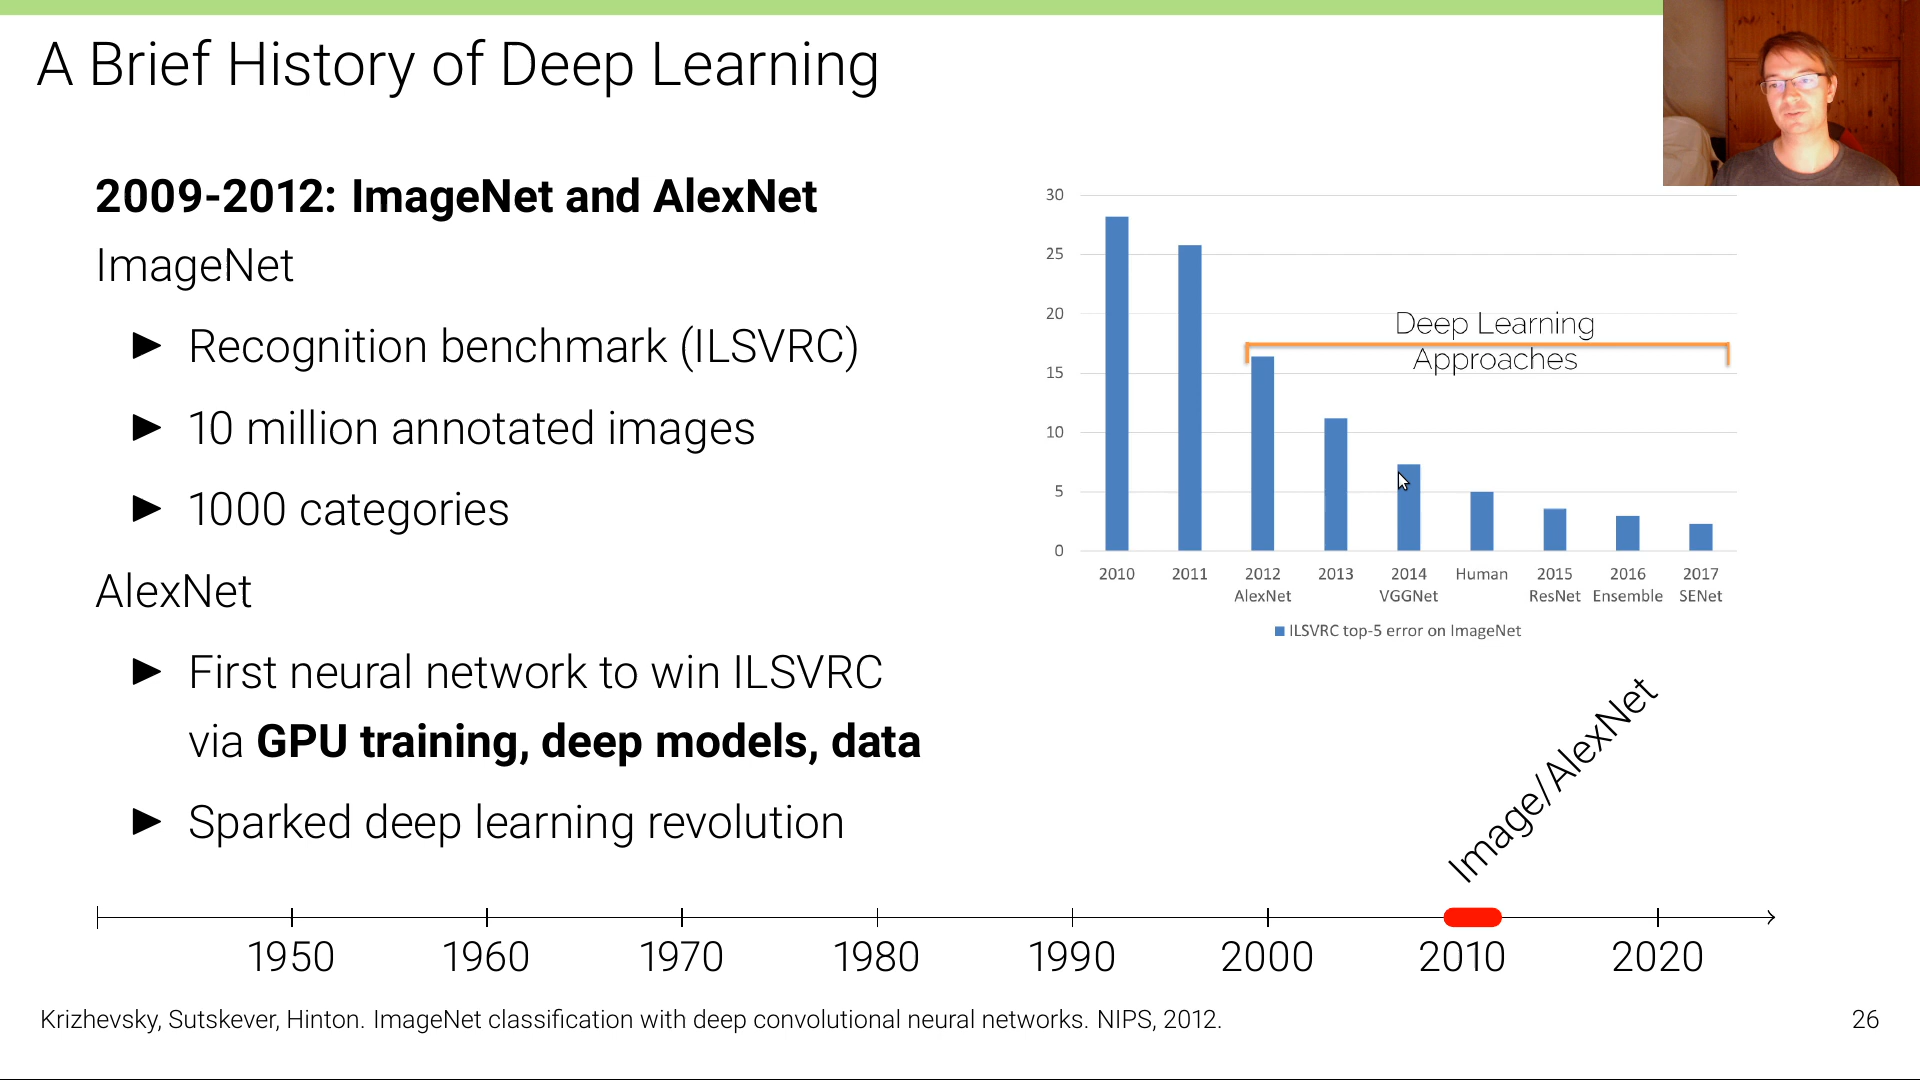 A Brief History of Deep Learning
2009-2012: ImageNet and AlexNet
ImageNet
► Recognition benchmark (ILSVRC)
► 10 million annotated images
► 1000 categories
AlexNet
► First neural network to win ILSVRC
via GPU training, deep models, data
► Sparked deep learning revolution
30
25
20
15
10
5
0
Deep Learning
Approaches
2010 2011 2012 2013 2014 Human 2015 2016 2017
AlexNet VGGNet ResNet Ensemble SENet
ILSVRC top-5 error on ImageNet
Image/AlexNet
1950 1960 1970 1980 1990 2000 2010 2020
Krizhevsky, Sutskever, Hinton. ImageNet classification with deep convolutional neural networks. NIPS, 2012.
26